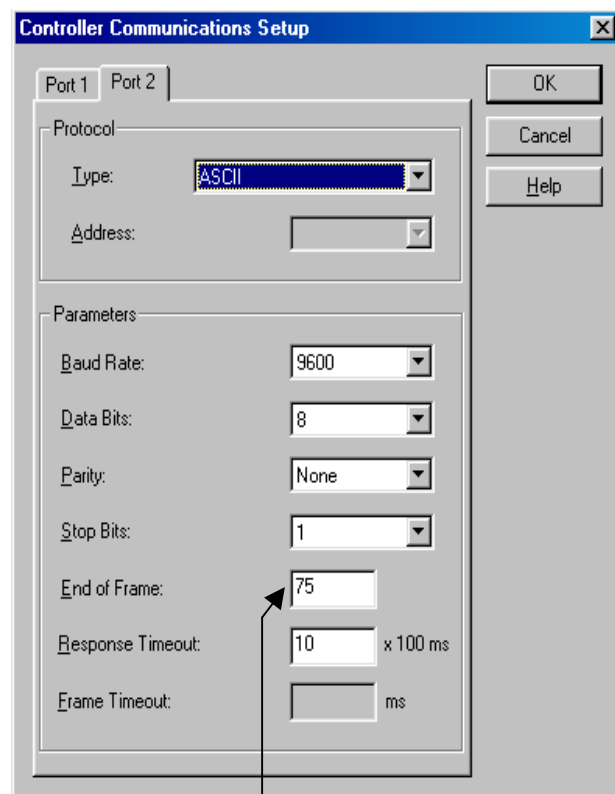 Controller Communications Setup
Port 1 Port 2
OK
Cancel
Help
Protocol
Type: ASCII
Address:
Parameters
Baud Rate: 9600
Data Bits: 8
Parity: None
Stop Bits: 1
End of Frame: 75
Response Timeout: 10 x 100 ms
Frame Timeout: ms